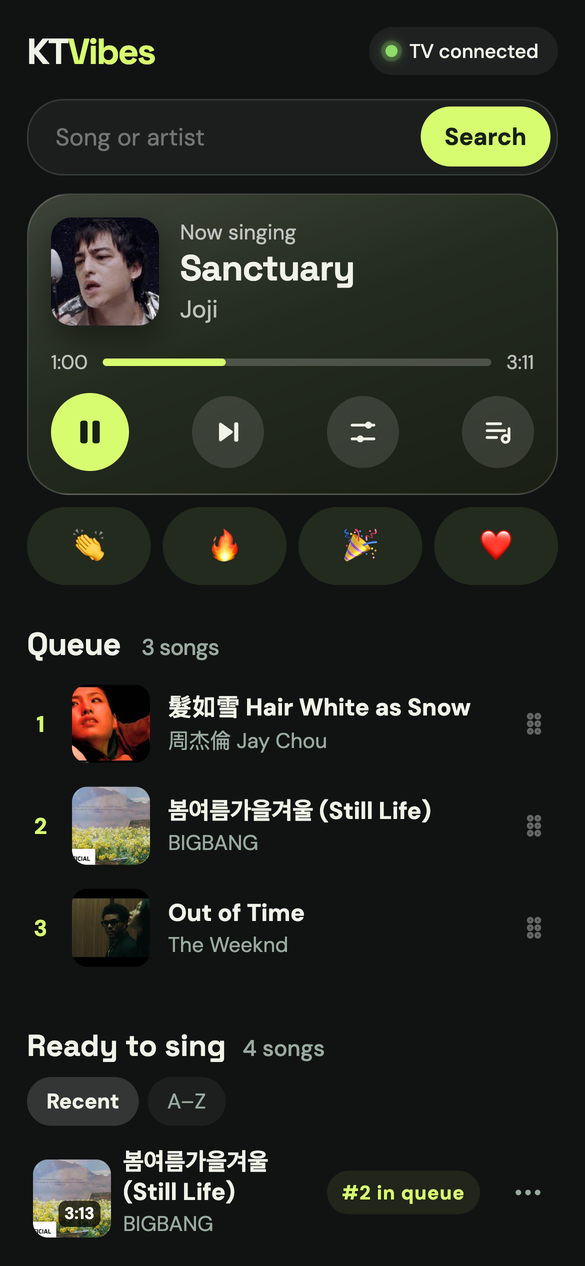 KTVibes
TV connected
Song or artist
Search
Now singing
Sanctuary
Joji
1:00
3:11
Queue 3 songs
1
髮如雪 Hair White as Snow
周杰倫 Jay Chou
2
봄여름가을겨울 (Still Life)
BIGBANG
CIAL
3
Out of Time
The Weeknd
Ready to sing 4 songs
Recent
A–Z
봄여름가을겨울
(Still Life)
BIGBANG
3:13
ICIAL
#2 in queue